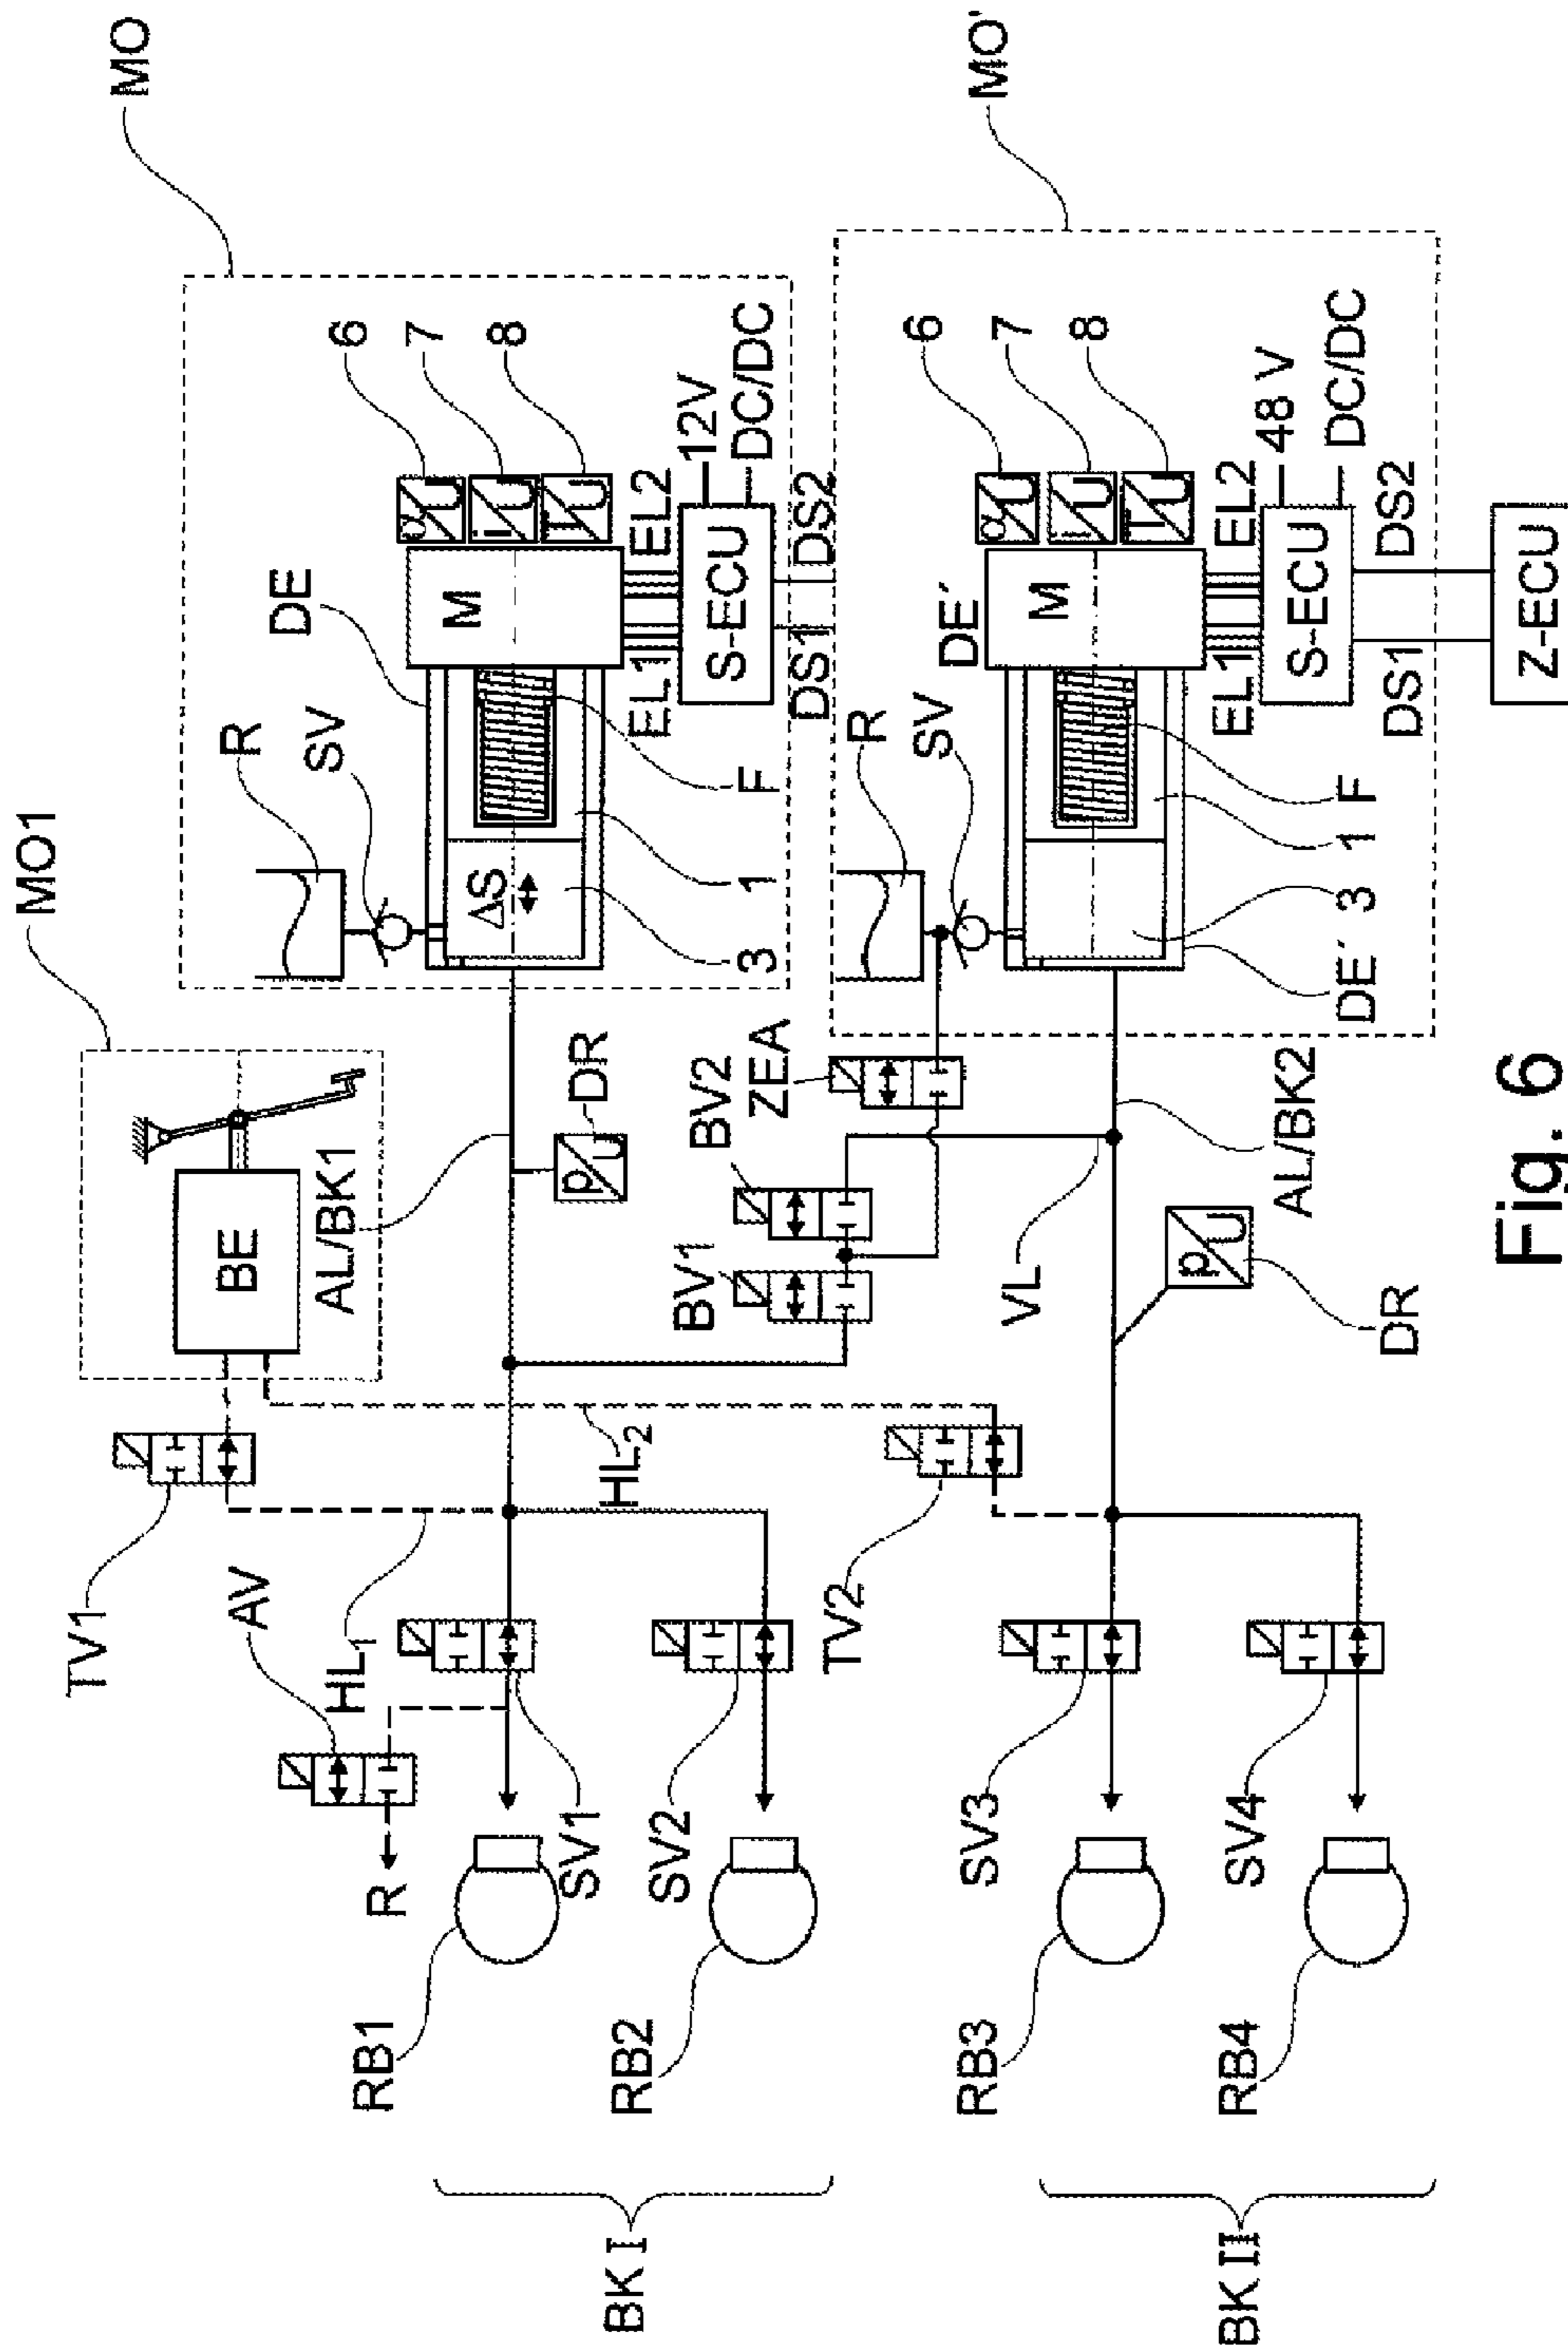 MO1
MO
TV1
AV
HL1
BE
AL/BK1
R
SV
DE
6
7
8
ΔS
M
α
U
i
U
T
U
EL1
EL2
12V
DC/DC
S-ECU
3
1
F
DS1
DS2
R
RB1
SV1
HL2
DR
p
U
RB2
SV2
BK I
BV1
BV2
ZEA
MO'
TV2
R
SV
DE´
6
7
8
M
α
U
i
U
T
U
EL1
EL2
48 V
DC/DC
S-ECU
VL
RB3
SV3
p
U
DR
AL/BK2
DE´
3
1
F
DS1
DS2
RB4
SV4
BK II
Z-ECU
Fig. 6